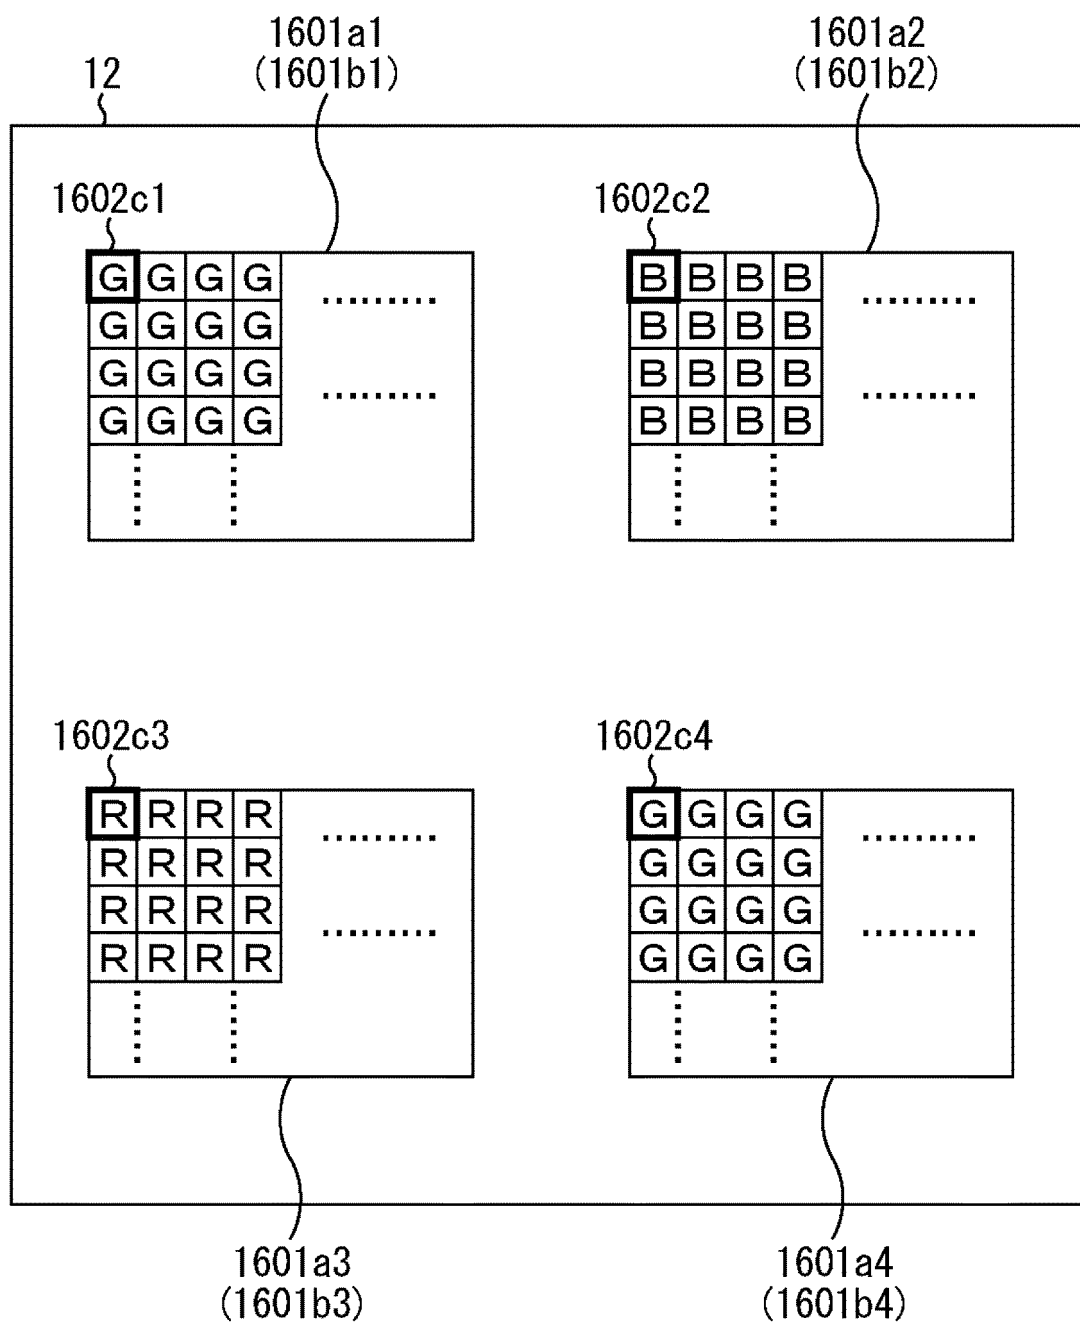 1601a1
(1601b1)
1601a2
(1601b2)
12
1602c1
1602c2
G G G G
G G G G
G G G G
G G G G
B B B B
B B B B
B B B B
B B B B
1602c3
1602c4
R R R R
R R R R
R R R R
R R R R
G G G G
G G G G
G G G G
G G G G
1601a3
(1601b3)
1601a4
(1601b4)